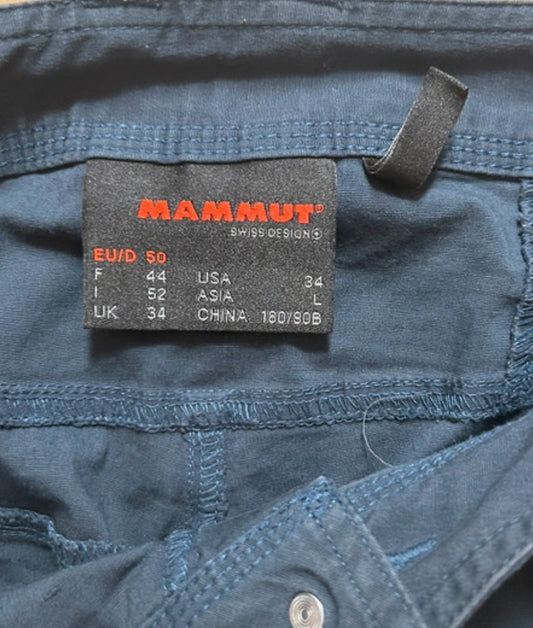 MAMMUT®
SWISS DESIGN
EU/D 50
F 44 USA 34
I 52 ASIA L
UK 34 CHINA 180/90B